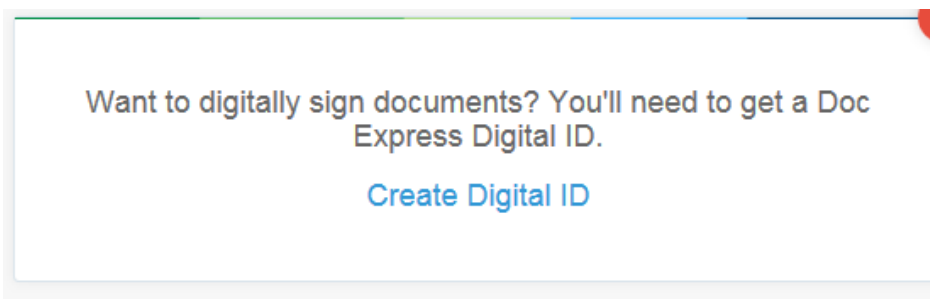 Want to digitally sign documents? You'll need to get a Doc
Express Digital ID.
Create Digital ID